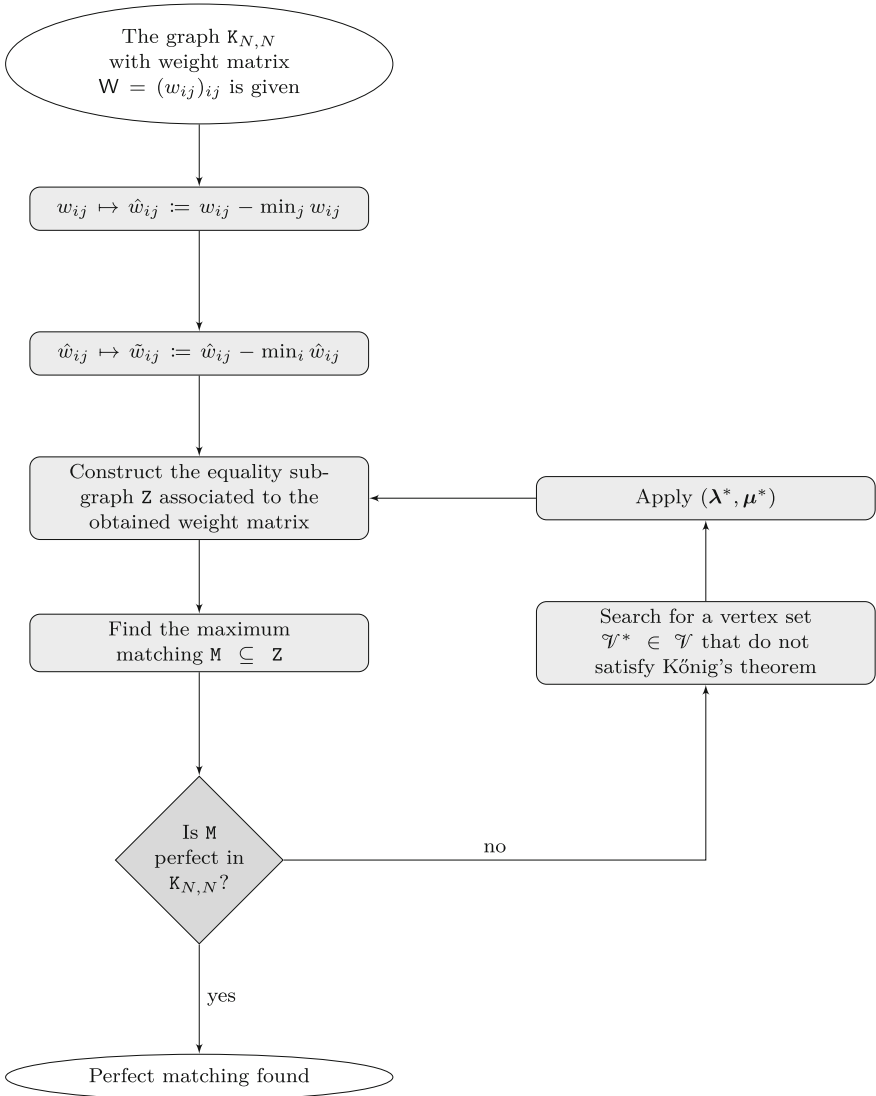 The graph K_{N,N}
with weight matrix
W = (w_{ij})_{ij} is given
w_{ij} ↦ ŵ_{ij} := w_{ij} − min_j w_{ij}
ŵ_{ij} ↦ w̃_{ij} := ŵ_{ij} − min_i ŵ_{ij}
Construct the equality sub-
graph Z associated to the
obtained weight matrix
Apply (λ*, μ*)
Find the maximum
matching M ⊆ Z
Search for a vertex set
𝒱* ∈ 𝒱 that do not
satisfy Kőnig's theorem
Is M
perfect in
K_{N,N}?
no
yes
Perfect matching found